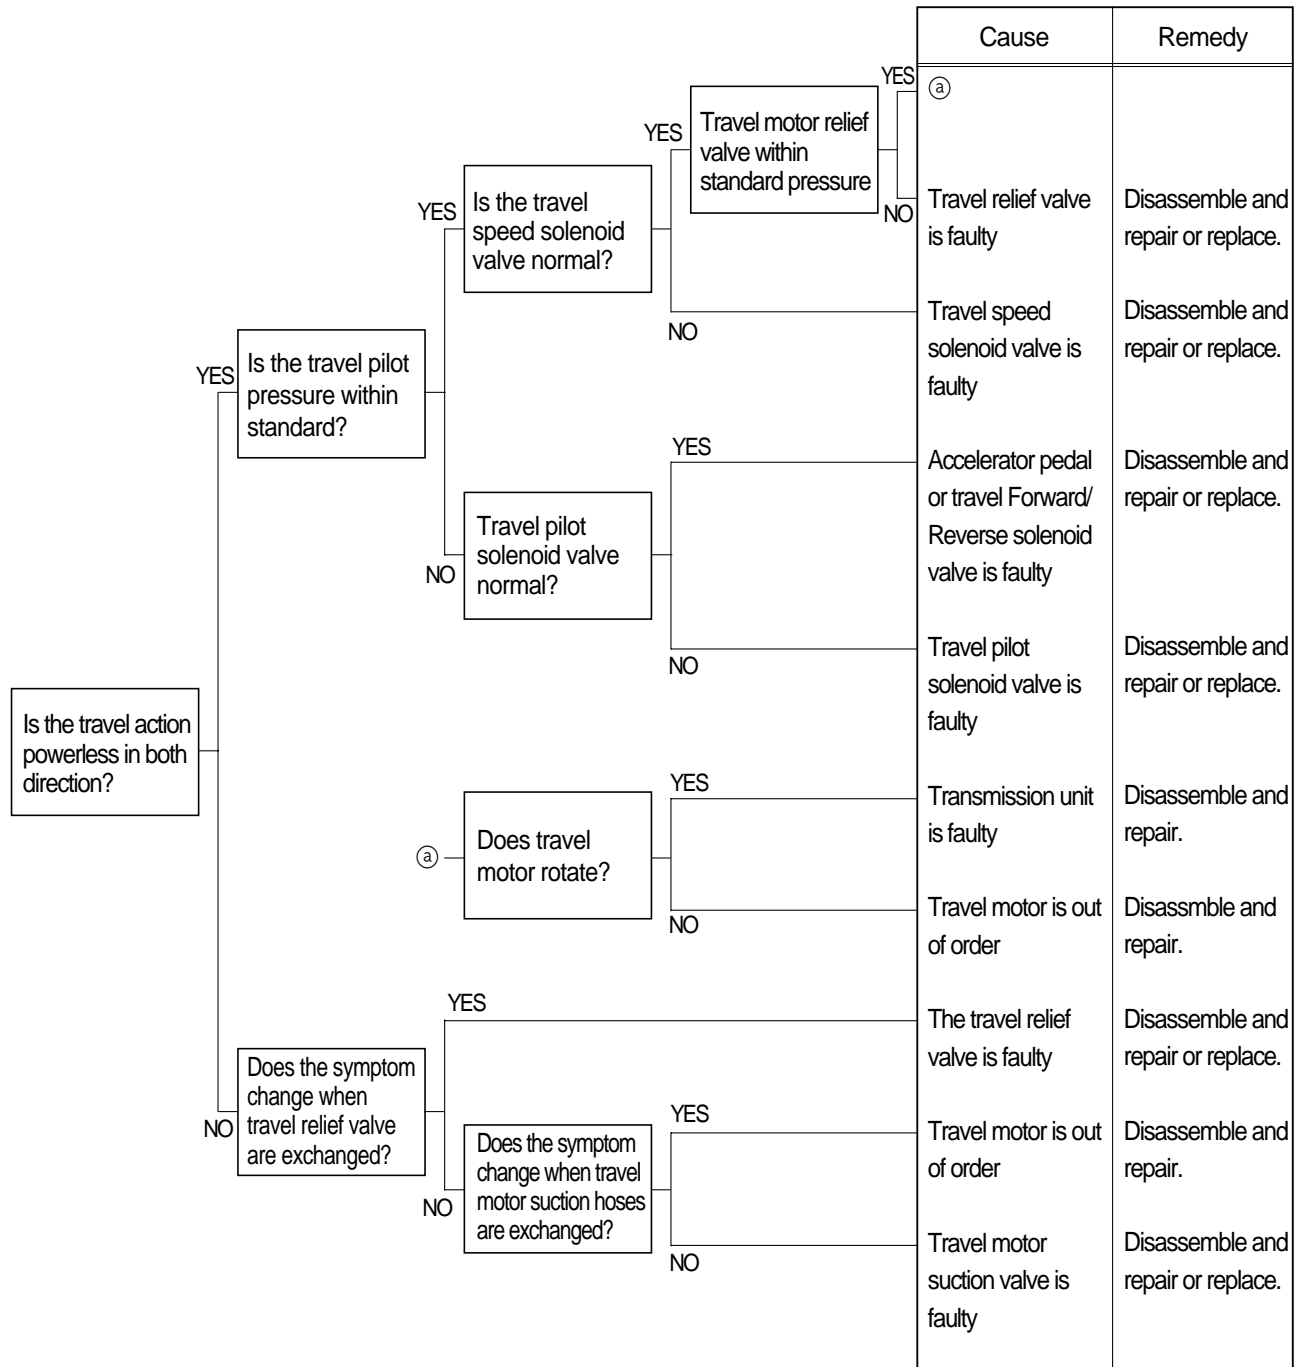 Cause
Remedy
YES
ⓐ
Travel motor relief
valve within
standard pressure
YES
NO
Travel relief valve
is faulty
Disassemble and
repair or replace.
YES
Is the travel
speed solenoid
valve normal?
NO
Travel speed
solenoid valve is
faulty
Disassemble and
repair or replace.
YES
Is the travel pilot
pressure within
standard?
YES
Accelerator pedal
or travel Forward/
Reverse solenoid
valve is faulty
Disassemble and
repair or replace.
NO
Travel pilot
solenoid valve
normal?
NO
Travel pilot
solenoid valve is
faulty
Disassemble and
repair or replace.
Is the travel action
powerless in both
direction?
ⓐ
Does travel
motor rotate?
YES
Transmission unit
is faulty
Disassemble and
repair.
NO
Travel motor is out
of order
Disassmble and
repair.
YES
The travel relief
valve is faulty
Disassemble and
repair or replace.
NO
Does the symptom
change when
travel relief valve
are exchanged?
NO
Does the symptom
change when travel
motor suction hoses
are exchanged?
YES
Travel motor is out
of order
Disassemble and
repair.
NO
Travel motor
suction valve is
faulty
Disassemble and
repair or replace.